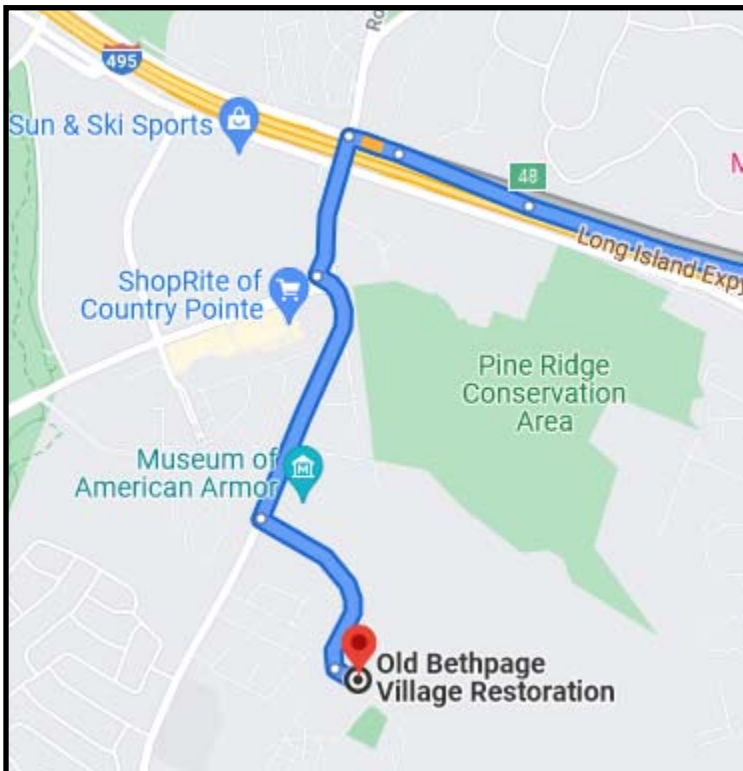 Ro
495
Sun & Ski Sports
48
M
Long Island Expy
ShopRite of
Country Pointe
Pine Ridge
Conservation
Area
Museum of
American Armor
M
Old Bethpage
Village Restoration